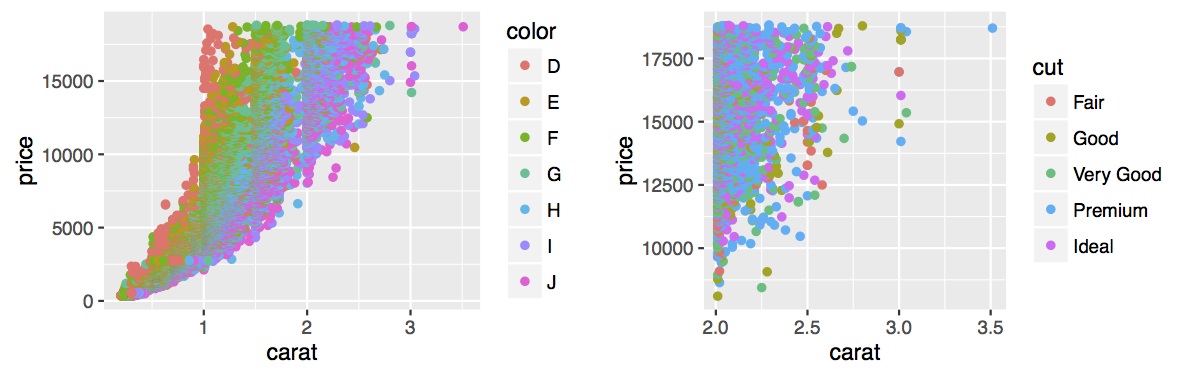 price
15000
10000
5000
0
1
2
3
carat
color
D
E
F
G
H
I
J
price
17500
15000
12500
10000
2.0
2.5
3.0
3.5
carat
cut
Fair
Good
Very Good
Premium
Ideal